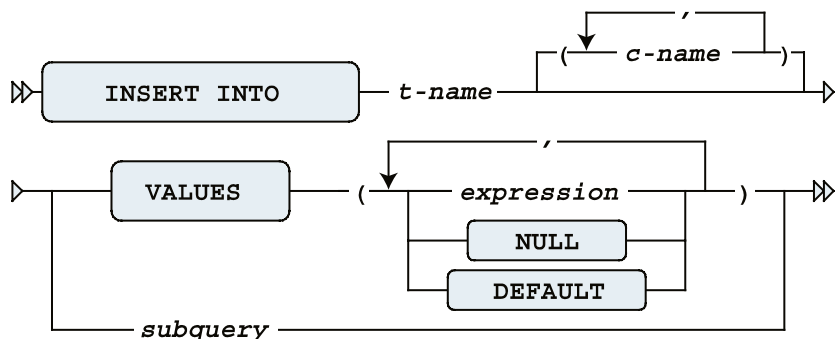 ,
( c-name )
INSERT INTO t-name
,
VALUES ( expression )
NULL
DEFAULT
subquery